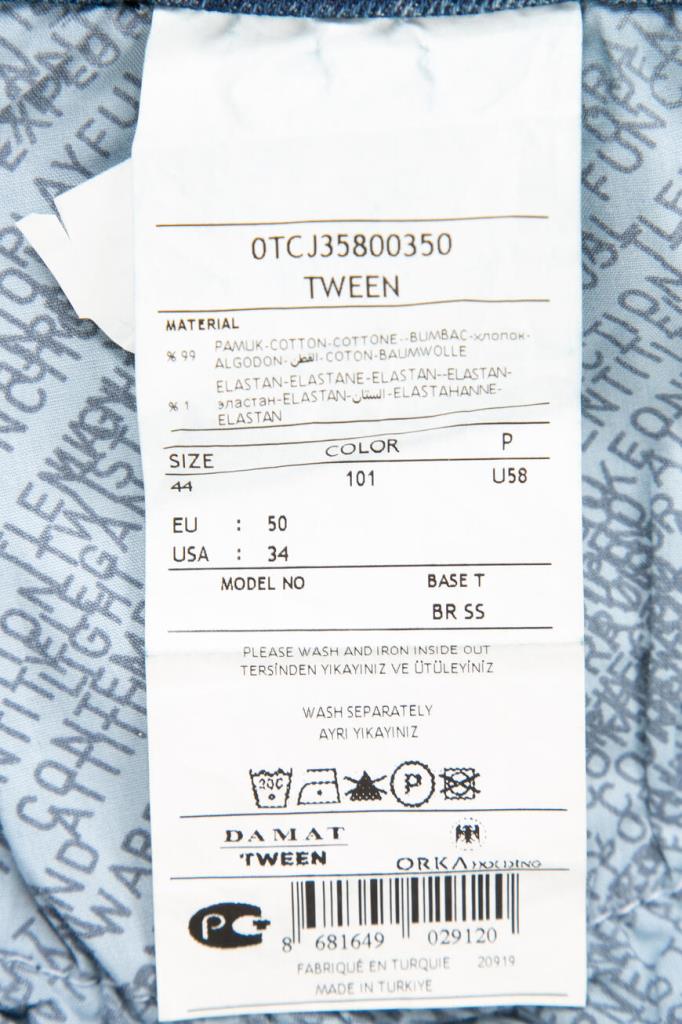 0TCJ35800350
TWEEN
MATERIAL
% 99 PAMUK-COTTON-COTTONE--BUMBAC-хлопок-
ALGODON-القطن-COTON-BAUMWOLLE
ELASTAN-ELASTANE-ELASTAN--ELASTAN-
% 1 эластан-ELASTAN-الستان-ELASTAHANNE-
ELASTAN
SIZE COLOR P
44 101 U58
EU : 50
USA : 34
MODEL NO BASE T
BR SS
PLEASE WASH AND IRON INSIDE OUT
TERSİNDEN YIKAYINIZ VE ÜTÜLEYİNİZ
WASH SEPARATELY
AYRI YIKAYINIZ
30C P
DAMAT
TWEEN
ORKA HOLDING
PC
8 681649 029120
FABRIQUÉ EN TURQUIE 20919
MADE IN TURKIYE